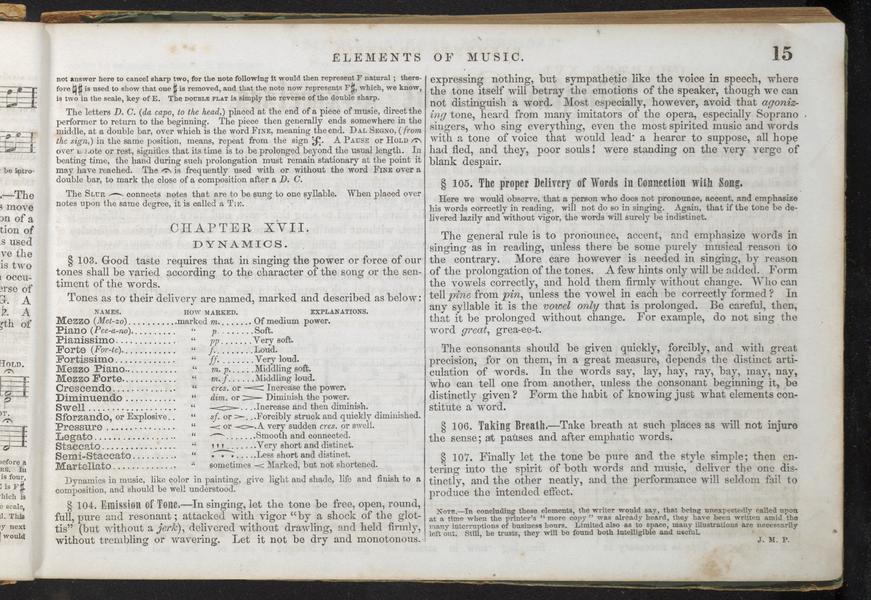 ELEMENTS OF MUSIC.
15
not answer here to cancel sharp two, for the note following it would then represent F natural ; there-
fore ♮♯ is used to show that one ♯ is removed, and that the note now represents F♯, which, we know,
is two in the scale, key of E. The DOUBLE FLAT is simply the reverse of the double sharp.
The letters D. C. (da capo, to the head,) placed at the end of a piece of music, direct the
performer to return to the beginning. The piece then generally ends somewhere in the
middle, at a double bar, over which is the word FINE, meaning the end. DAL SEGNO, (from
the sign,) in the same position, means, repeat from the sign 𝄋. A PAUSE or HOLD 𝄐
over a note or rest, signifies that its time is to be prolonged beyond the usual length. In
beating time, the hand during such prolongation must remain stationary at the point it
may have reached. The 𝄐 is frequently used with or without the word FINE over a
double bar, to mark the close of a composition after a D. C.
The SLUR ⁀ connects notes that are to be sung to one syllable. When placed over
notes upon the same degree, it is called a TIE.
CHAPTER XVII.
DYNAMICS.
§ 103. Good taste requires that in singing the power or force of our
tones shall be varied according to the character of the song or the sen-
timent of the words.
Tones as to their delivery are named, marked and described as below:
NAMES. HOW MARKED. EXPLANATIONS.
Mezzo (Met-zo)...........marked m........Of medium power.
Piano (Pee-a-no).......... “ p........Soft.
Pianissimo............ “ pp........Very soft.
Forte (For-te)............ “ f.........Loud.
Fortissimo............ “ ff.........Very loud.
Mezzo Piano.......... “ m. p......Middling soft.
Mezzo Forte........... “ m. f......Middling loud.
Crescendo............. “ cres. or < Increase the power.
Diminuendo .......... “ dim. or > Diminish the power.
Swell.................. “ <>....Increase and then diminish.
Sforzando, or Explosive.. “ sf. or >....Forcibly struck and quickly diminished.
Pressure .............. “ < or <>.A very sudden cres. or swell.
Legato................ “ ⁀......Smooth and connected.
Staccato............... “ ' ' '.......Very short and distinct.
Semi-Staccato......... “ . . . ......Less short and distinct.
Martellato............. sometimes < Marked, but not shortened.
Dynamics in music, like color in painting, give light and shade, life and finish to a
composition, and should be well understood.
§ 104. Emission of Tone.—In singing, let the tone be free, open, round,
full, pure and resonant ; attacked with vigor “by a shock of the glot-
tis” (but without a jerk), delivered without drawling, and held firmly,
without trembling or wavering. Let it not be dry and monotonous.
expressing nothing, but sympathetic like the voice in speech, where
the tone itself will betray the emotions of the speaker, though we can
not distinguish a word. Most especially, however, avoid that agoniz-
ing tone, heard from many imitators of the opera, especially Soprano
singers, who sing everything, even the most spirited music and words
with a tone of voice that would lead a hearer to suppose, all hope
had fled, and they, poor souls! were standing on the very verge of
blank despair.
§ 105. The proper Delivery of Words in Connection with Song.
Here we would observe, that a person who does not pronounce, accent, and emphasize
his words correctly in reading, will not do so in singing. Again, that if the tone be de-
livered lazily and without vigor, the words will surely be indistinct.
The general rule is to pronounce, accent, and emphasize words in
singing as in reading, unless there be some purely musical reason to
the contrary. More care however is needed in singing, by reason
of the prolongation of the tones. A few hints only will be added. Form
the vowels correctly, and hold them firmly without change. Who can
tell pine from pin, unless the vowel in each be correctly formed? In
any syllable it is the vowel only that is prolonged. Be careful, then,
that it be prolonged without change. For example, do not sing the
word great, grea-ee-t.
The consonants should be given quickly, forcibly, and with great
precision, for on them, in a great measure, depends the distinct arti-
culation of words. In the words say, lay, hay, ray, bay, may, nay,
who can tell one from another, unless the consonant beginning it, be
distinctly given? Form the habit of knowing just what elements con-
stitute a word.
§ 106. Taking Breath.—Take breath at such places as will not injure
the sense; at pauses and after emphatic words.
§ 107. Finally let the tone be pure and the style simple; then en-
tering into the spirit of both words and music, deliver the one dis-
tinctly, and the other neatly, and the performance will seldom fail to
produce the intended effect.
NOTE.—In concluding these elements, the writer would say, that being unexpectedly called upon
at a time when the printer's “more copy” was already heard, they have been written amid the
many interruptions of business hours. Limited also as to space, many illustrations are necessarily
left out. Still, he trusts, they will be found both intelligible and useful.
J. M. P.